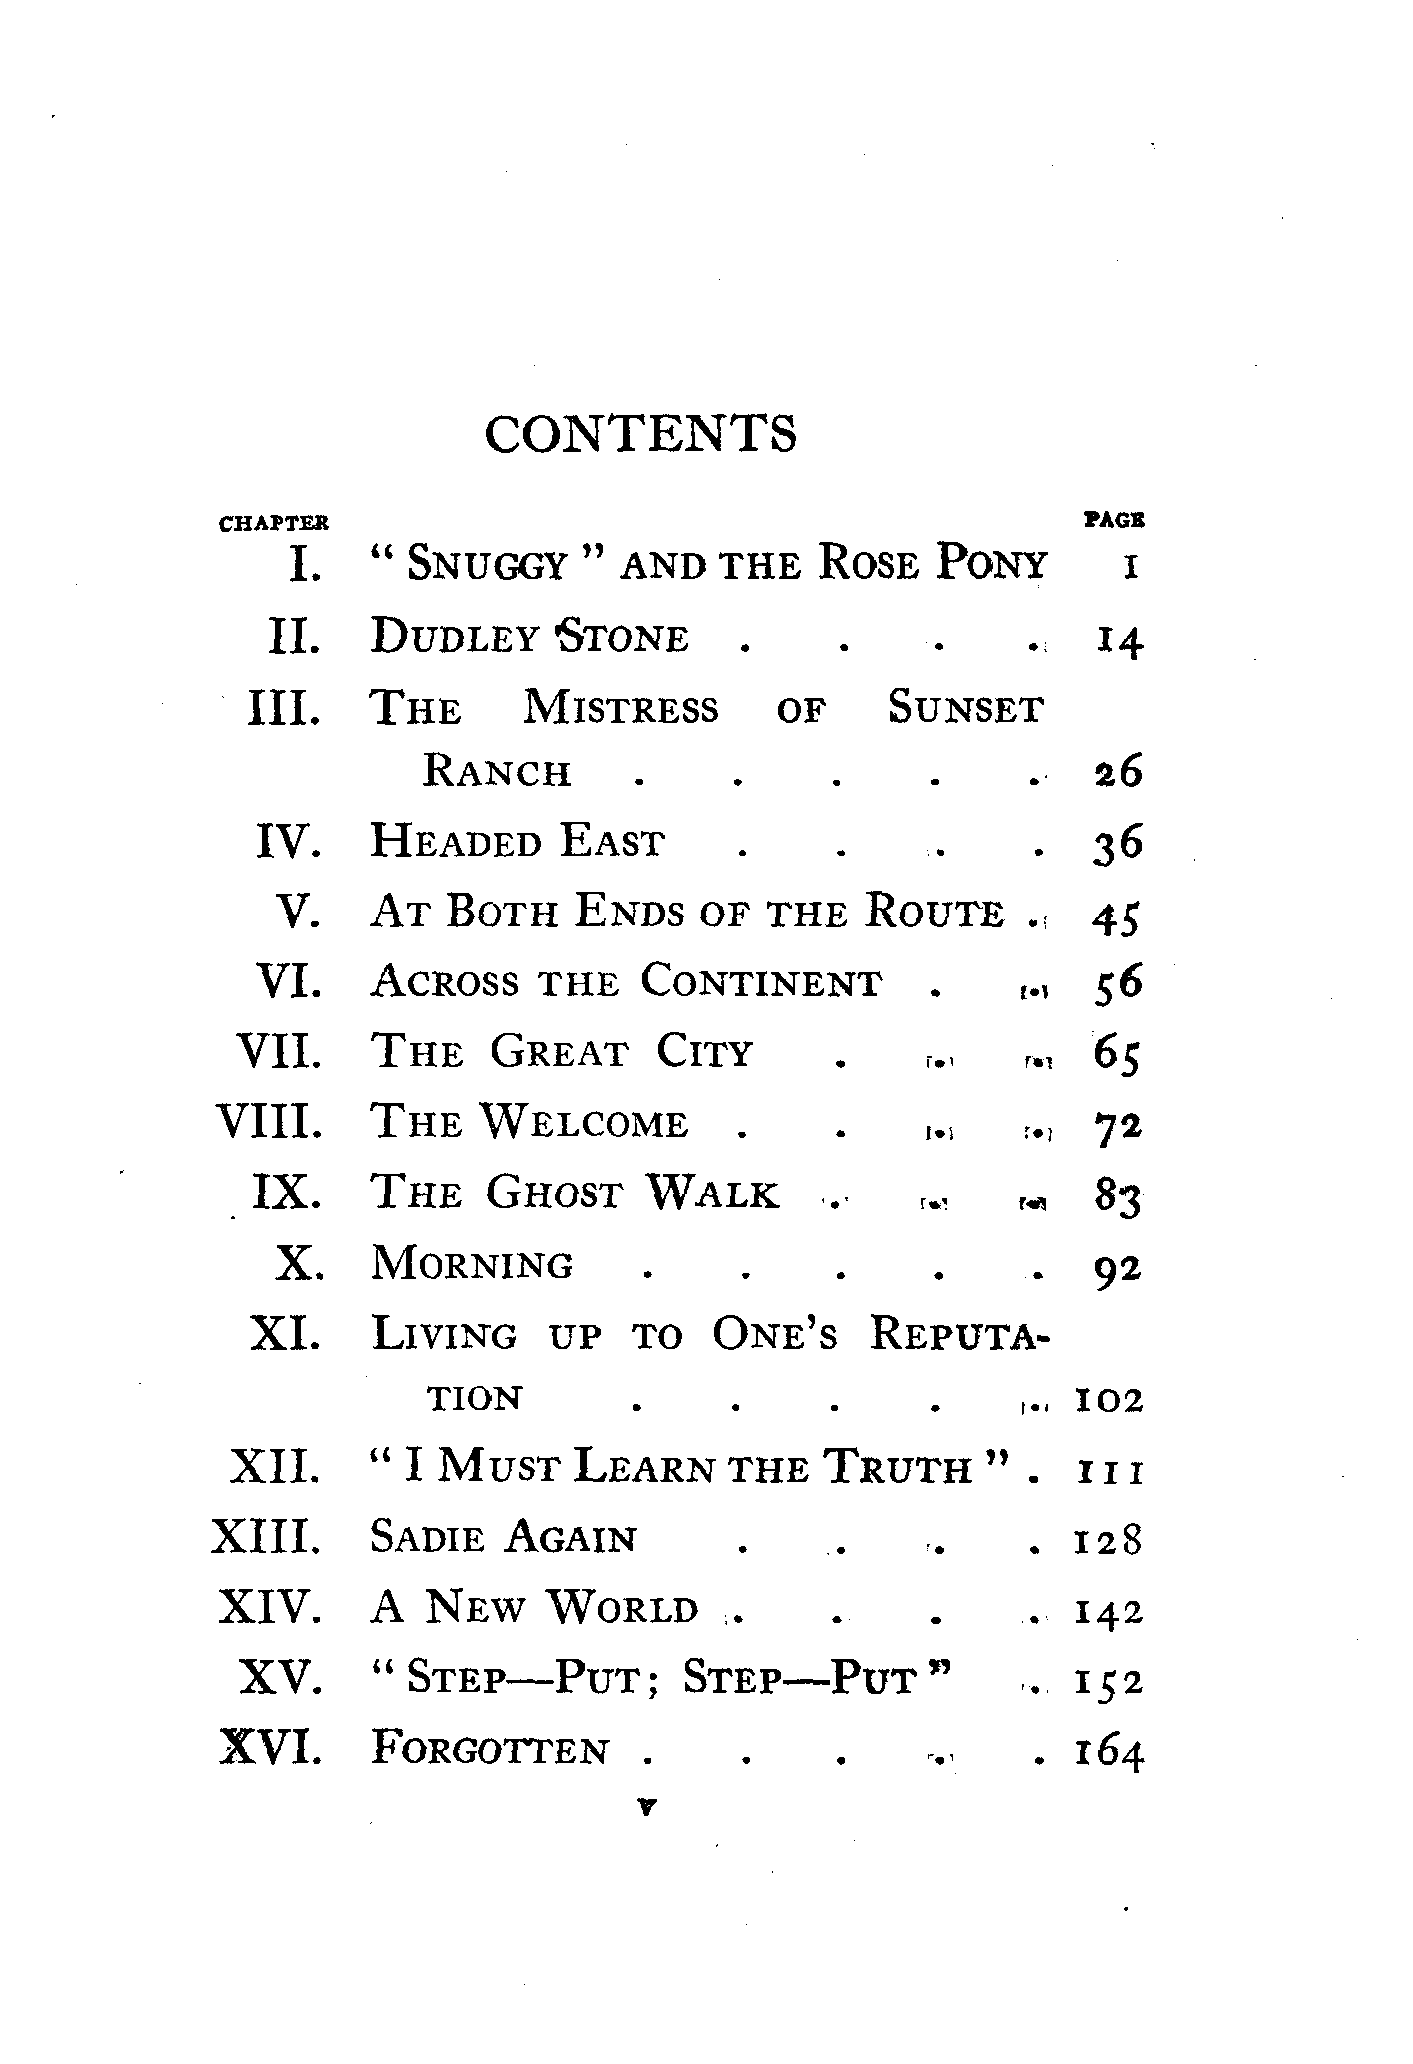 CONTENTS
CHAPTER PAGE
I. “ Snuggy ” and the Rose Pony 1
II. Dudley Stone . . . . 14
III. The Mistress of Sunset
Ranch . . . . . 26
IV. Headed East . . . . 36
V. At Both Ends of the Route . 45
VI. Across the Continent . . 56
VII. The Great City . . . 65
VIII. The Welcome . . . . 72
IX. The Ghost Walk . . . 83
X. Morning . . . . . 92
XI. Living up to One’s Reputa-
tion . . . . . 102
XII. “ I Must Learn the Truth ” . 111
XIII. Sadie Again . . . . 128
XIV. A New World . . . . 142
XV. “ Step—Put; Step—Put ” . 152
XVI. Forgotten . . . . . 164
v